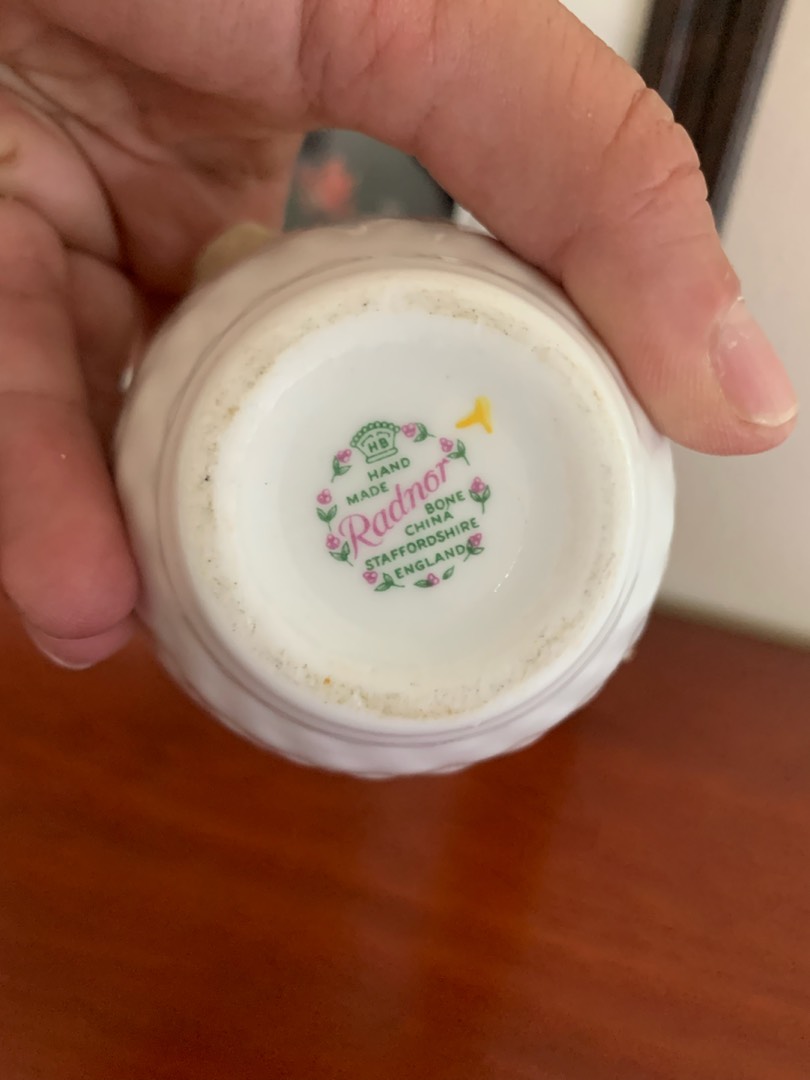 HB
HAND
MADE
Radnor
BONE
CHINA
STAFFORDSHIRE
ENGLAND